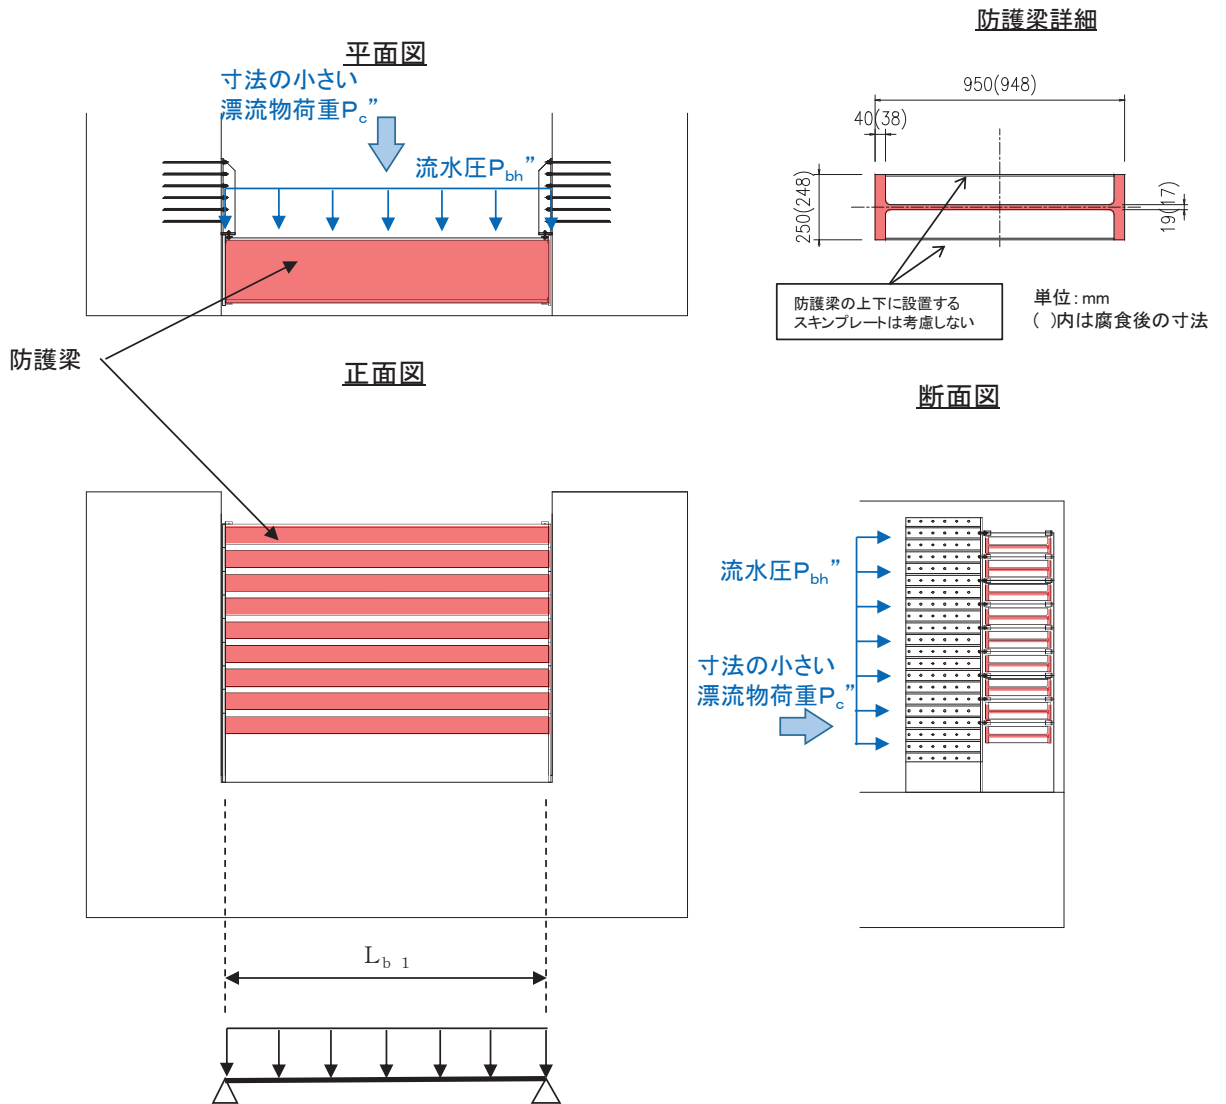 防護梁詳細
平面図
寸法の小さい
漂流物荷重Pc”
流水圧Pbh”
950(948)
40(38)
250(248)
19(17)
防護梁の上下に設置する
スキンプレートは考慮しない
単位：mm
(　)内は腐食後の寸法
防護梁
正面図
断面図
流水圧Pbh”
寸法の小さい
漂流物荷重Pc”
Lb 1